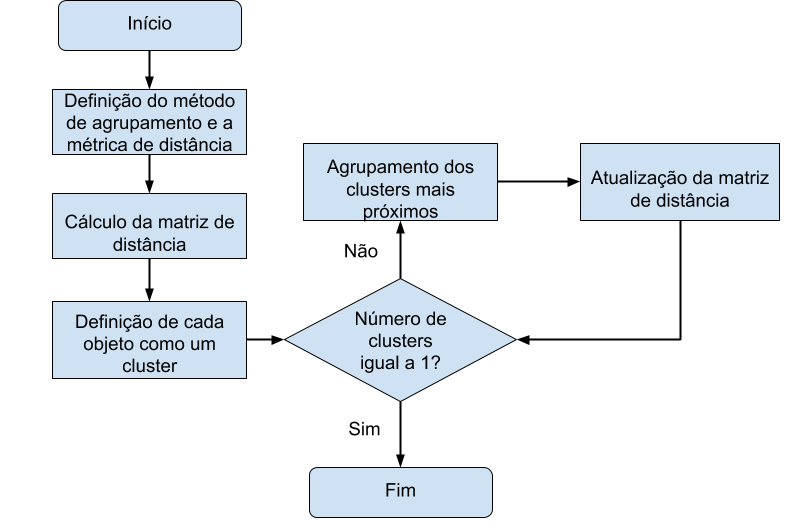 Início
Definição do método
de agrupamento e a
métrica de distância
Cálculo da matriz de
distância
Definição de cada
objeto como um
cluster
Número de
clusters
igual a 1?
Não
Agrupamento dos
clusters mais
próximos
Atualização da matriz
de distância
Sim
Fim